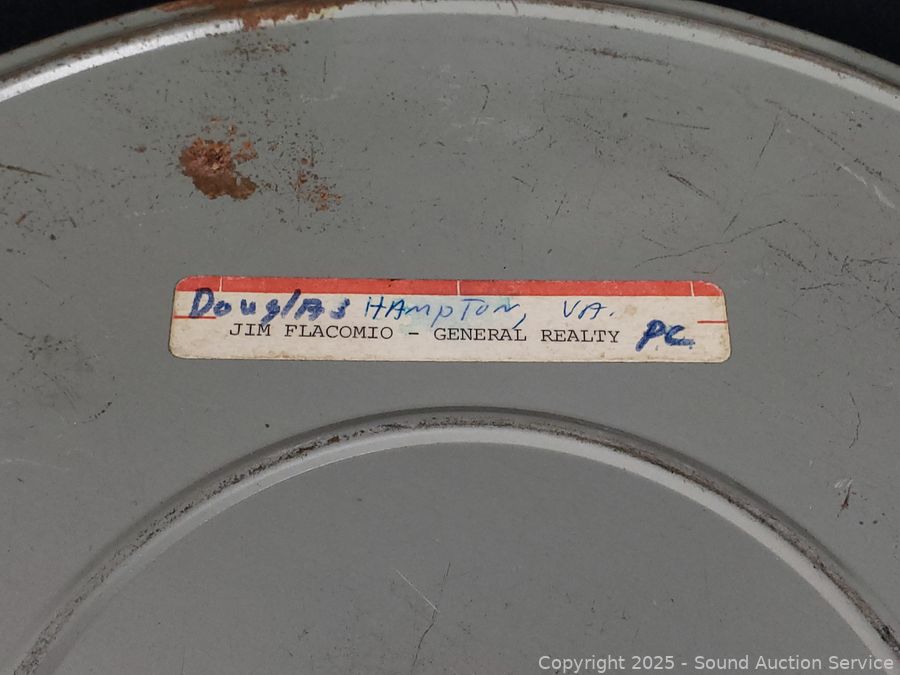 Douglas HAMPTON, VA.
JIM FLACOMIO - GENERAL REALTY PC
Copyright 2025 - Sound Auction Service